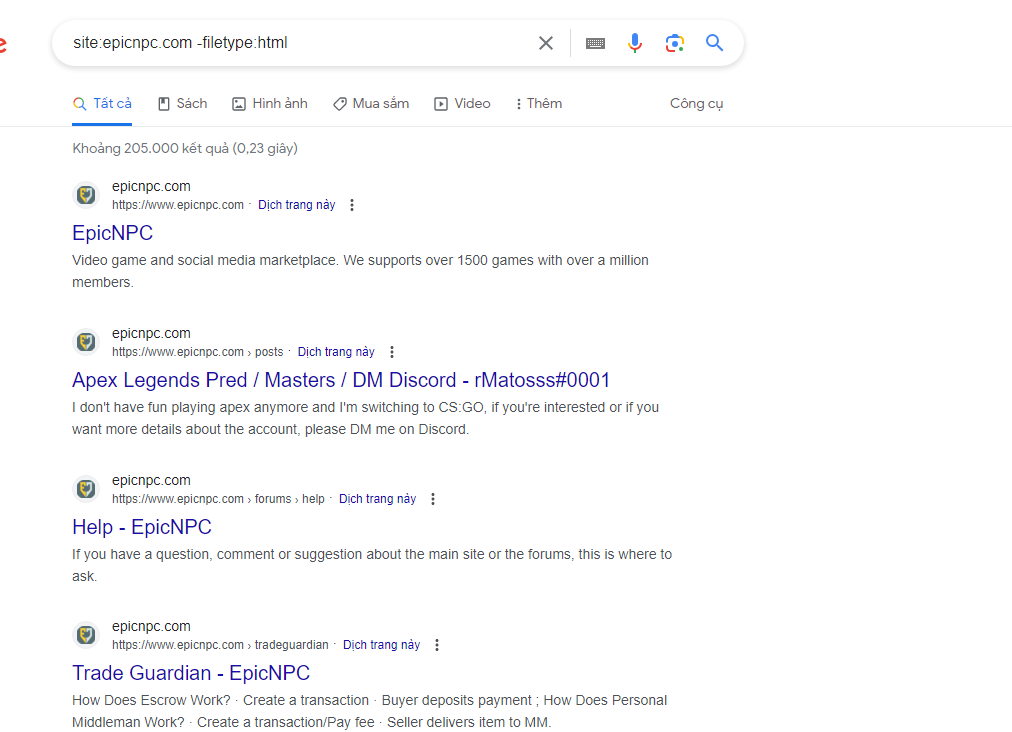 site:epicnpc.com -filetype:html
Tất cả
Sách
Hình ảnh
Mua sắm
Video
Thêm
Công cụ
Khoảng 205.000 kết quả (0,23 giây)
epicnpc.com
https://www.epicnpc.com · Dịch trang này
EpicNPC
Video game and social media marketplace. We supports over 1500 games with over a million
members.
epicnpc.com
https://www.epicnpc.com › posts · Dịch trang này
Apex Legends Pred / Masters / DM Discord - rMatosss#0001
I don't have fun playing apex anymore and I'm switching to CS:GO, if you're interested or if you
want more details about the account, please DM me on Discord.
epicnpc.com
https://www.epicnpc.com › forums › help · Dịch trang này
Help - EpicNPC
If you have a question, comment or suggestion about the main site or the forums, this is where to
ask.
epicnpc.com
https://www.epicnpc.com › tradeguardian · Dịch trang này
Trade Guardian - EpicNPC
How Does Escrow Work? · Create a transaction · Buyer deposits payment ; How Does Personal
Middleman Work? · Create a transaction/Pay fee · Seller delivers item to MM.